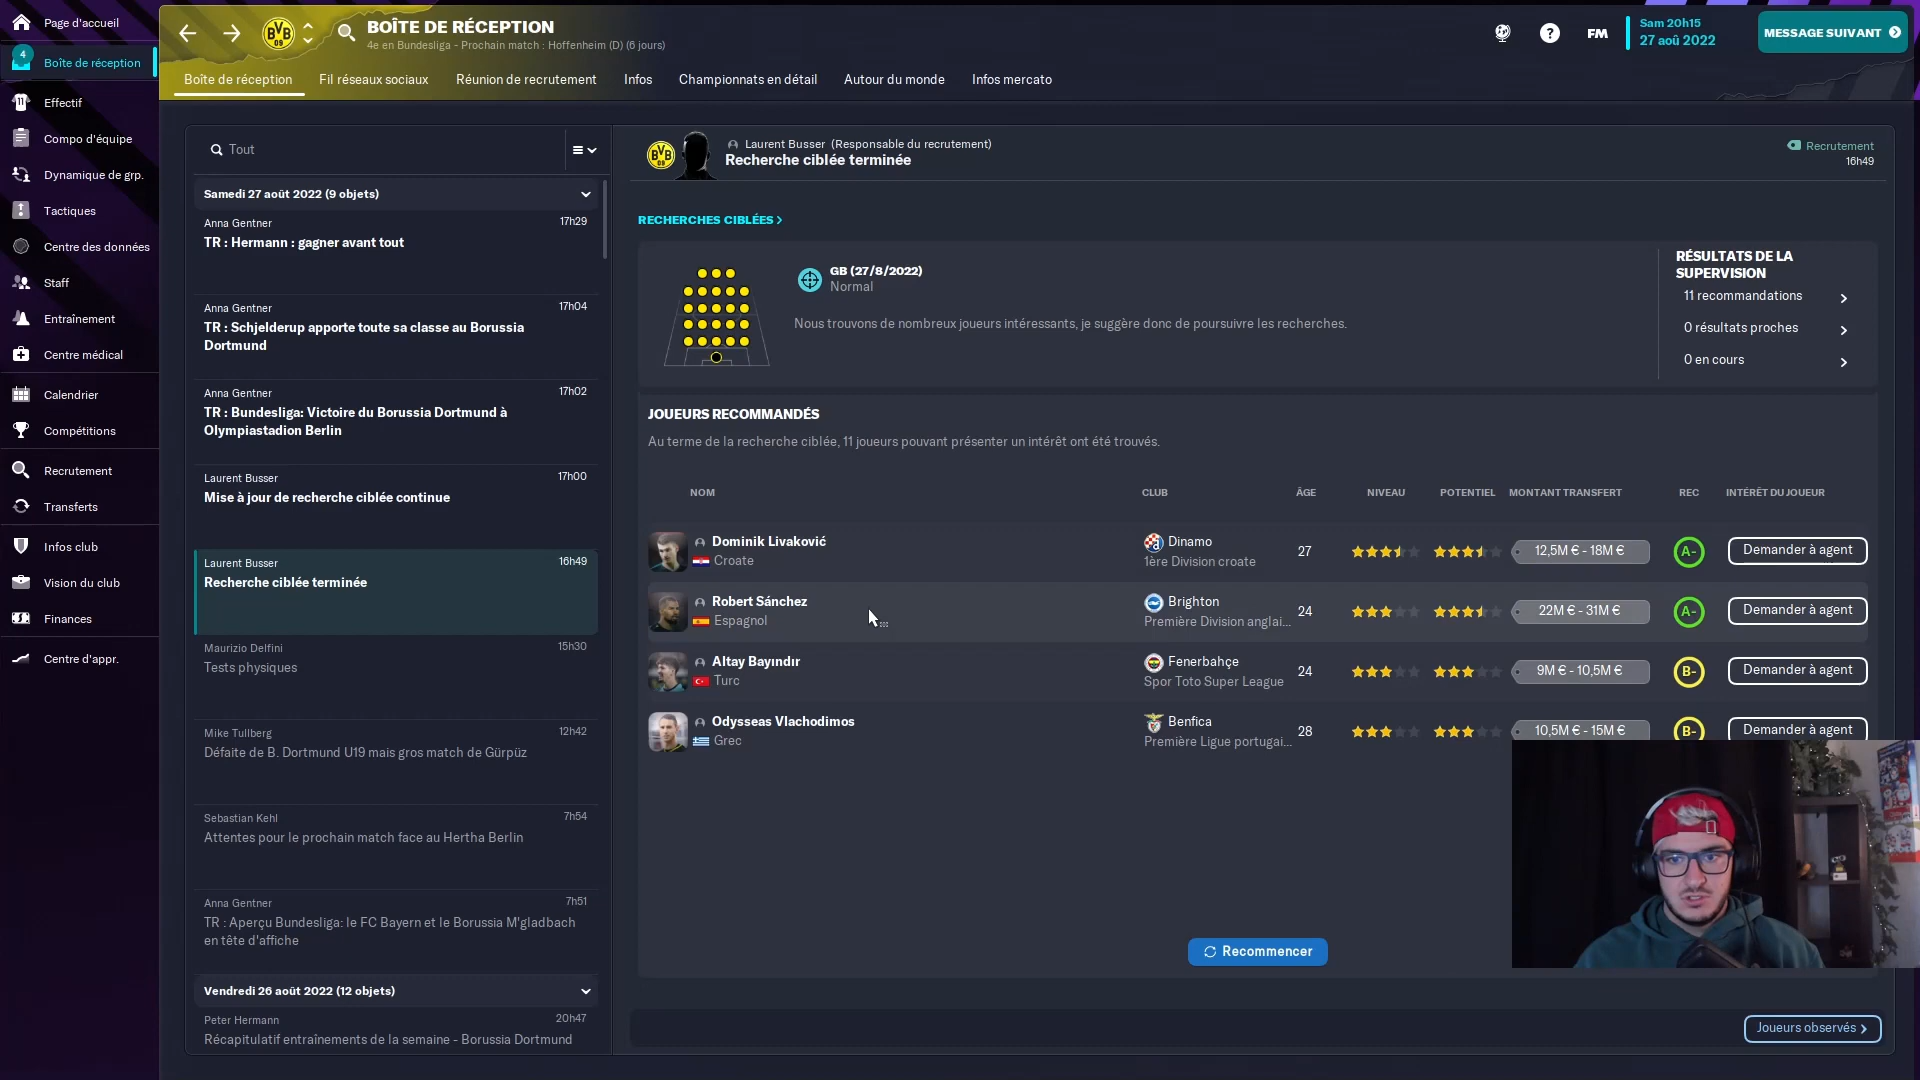 Page d'accueil
4
Boîte de réception
Effectif
Compo d'équipe
Dynamique de grp.
Tactiques
Centre des données
Staff
Entraînement
Centre médical
Calendrier
Compétitions
Recrutement
Transferts
Infos club
Vision du club
Finances
Centre d'appr.
BVB 09
BOÎTE DE RÉCEPTION
4e en Bundesliga - Prochain match : Hoffenheim (D) (6 jours)
FM
Sam 20h15
27 aoû 2022
MESSAGE SUIVANT
Boîte de réception
Fil réseaux sociaux
Réunion de recrutement
Infos
Championnats en détail
Autour du monde
Infos mercato
Tout
Samedi 27 août 2022 (9 objets)
Anna Gentner 17h29
TR : Hermann : gagner avant tout
Anna Gentner 17h04
TR : Schjelderup apporte toute sa classe au Borussia
Dortmund
Anna Gentner 17h02
TR : Bundesliga: Victoire du Borussia Dortmund à
Olympiastadion Berlin
Laurent Busser 17h00
Mise à jour de recherche ciblée continue
Laurent Busser 16h49
Recherche ciblée terminée
Maurizio Delfini 15h30
Tests physiques
Mike Tullberg 12h42
Défaite de B. Dortmund U19 mais gros match de Gürpüz
Sebastian Kehl 7h54
Attentes pour le prochain match face au Hertha Berlin
Anna Gentner 7h51
TR : Aperçu Bundesliga: le FC Bayern et le Borussia M'gladbach
en tête d'affiche
Vendredi 26 août 2022 (12 objets)
Peter Hermann 20h47
Récapitulatif entraînements de la semaine - Borussia Dortmund
BVB 09
Laurent Busser (Responsable du recrutement)
Recherche ciblée terminée
Recrutement
16h49
RECHERCHES CIBLÉES
GB (27/8/2022)
Normal
Nous trouvons de nombreux joueurs intéressants, je suggère donc de poursuivre les recherches.
RÉSULTATS DE LA
SUPERVISION
11 recommandations
0 résultats proches
0 en cours
JOUEURS RECOMMANDÉS
Au terme de la recherche ciblée, 11 joueurs pouvant présenter un intérêt ont été trouvés.
NOM CLUB ÂGE NIVEAU POTENTIEL MONTANT TRANSFERT REC INTÉRÊT DU JOUEUR
Dominik Livaković Dinamo 27 12,5M € - 18M € A- Demander à agent
Croate 1ère Division croate
Robert Sánchez Brighton 24 22M € - 31M € A- Demander à agent
Espagnol Première Division anglai...
Altay Bayındır Fenerbahçe 24 9M € - 10,5M € B- Demander à agent
Turc Spor Toto Super League
Odysseas Vlachodimos Benfica 28 10,5M € - 15M € B- Demander à agent
Grec Première Ligue portugai...
Recommencer
Joueurs observés